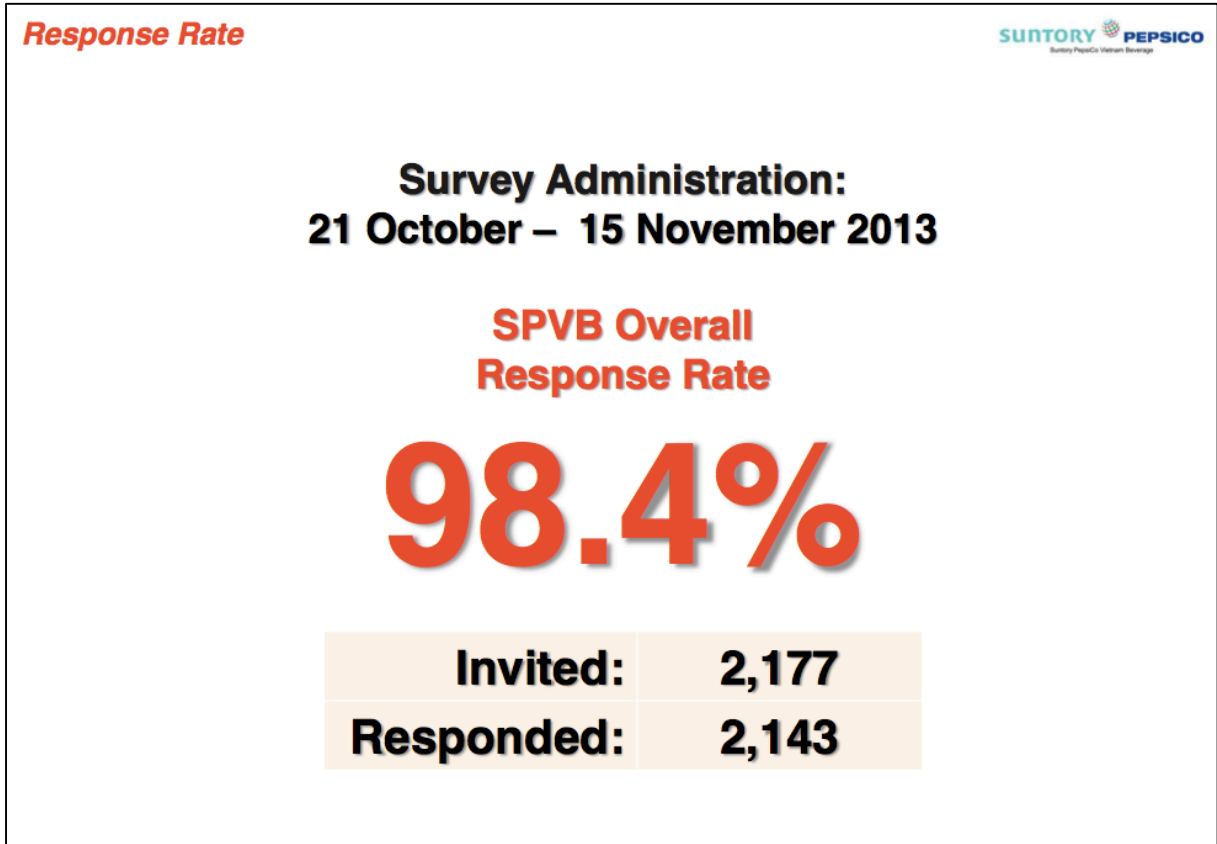 Response Rate
SUNTORY PEPSICO
Suntory PepsiCo Vietnam Beverage
Survey Administration:
21 October – 15 November 2013
SPVB Overall
Response Rate
98.4%
Invited: 2,177
Responded: 2,143